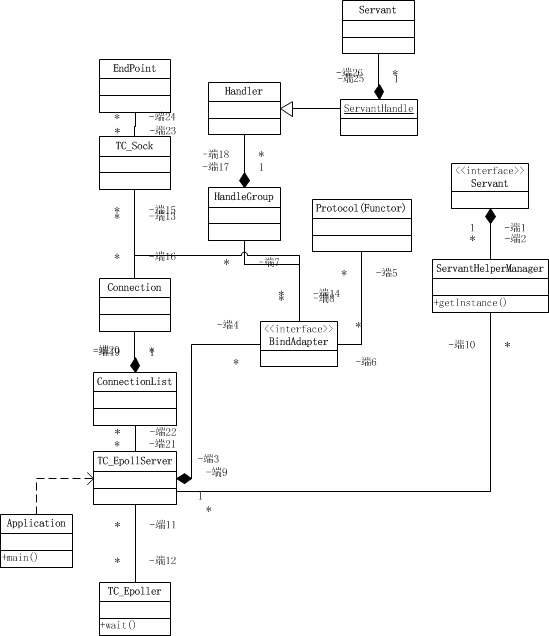 Servant
-端26
*
-端25
1
EndPoint
*
-端24
*
-端23
Handler
ServantHandle
TC_Sock
-端18
*
-端17
1
<<interface>>
Servant
*
-端15
*
-端13
HandleGroup
Protocol(Functor)
1
-端1
*
-端2
*
-端16
*
-端7
*
-端5
ServantHelperManager
+getInstance()
Connection
*
-端14
*
-端8
-端4
<<interface>>
BindAdapter
*
-端20
*
-端19
1
*
-端6
-端10
*
ConnectionList
*
-端22
*
-端21
TC_EpollServer
-端3
-端9
1
*
Application
+main()
*
-端11
*
-端12
TC_Epoller
+wait()